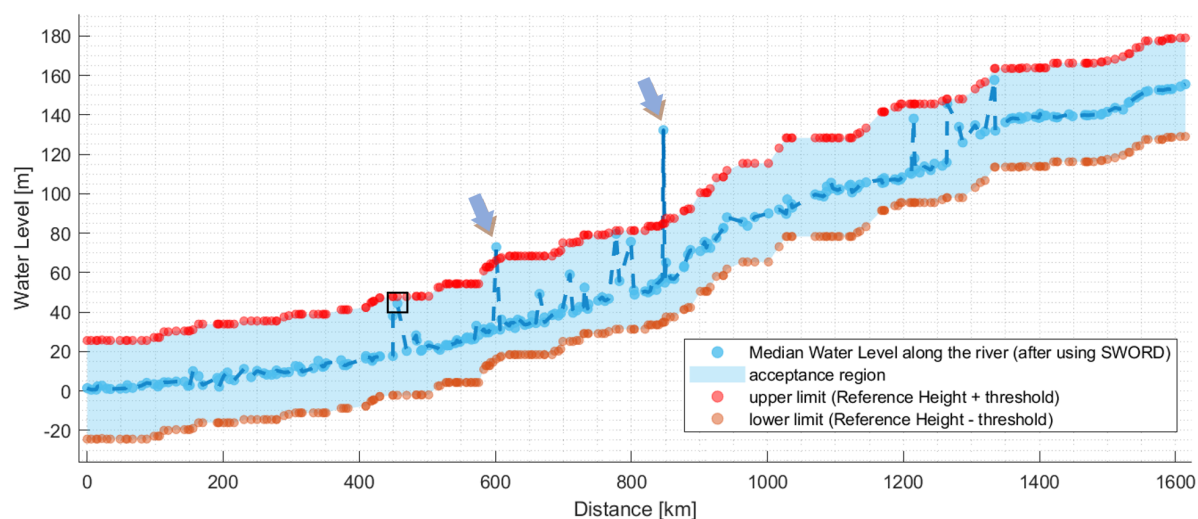 180
160
140
120
100
80
60
40
20
0
-20
Water Level [m]
Median Water Level along the river (after using SWORD)
acceptance region
upper limit (Reference Height + threshold)
lower limit (Reference Height - threshold)
0 200 400 600 800 1000 1200 1400 1600
Distance [km]